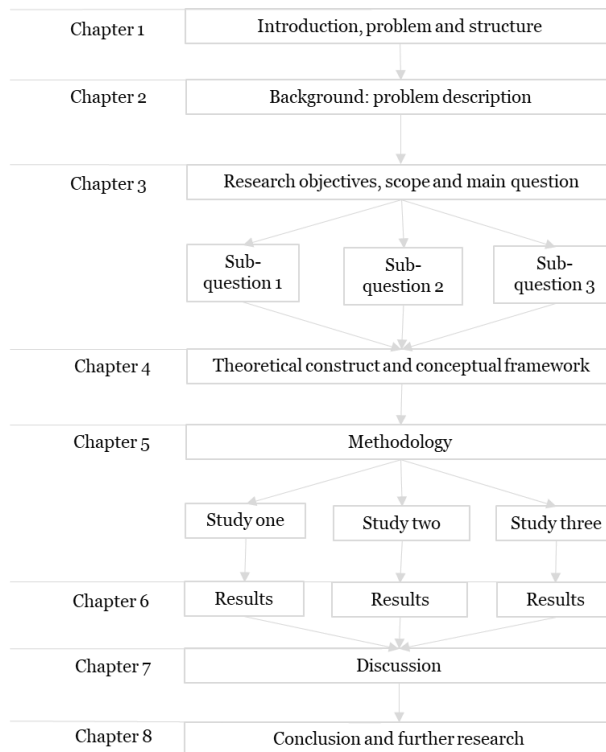 Chapter 1
Introduction, problem and structure
Chapter 2
Background: problem description
Chapter 3
Research objectives, scope and main question
Sub-
question 1
Sub-
question 2
Sub-
question 3
Chapter 4
Theoretical construct and conceptual framework
Chapter 5
Methodology
Study one
Study two
Study three
Chapter 6
Results
Results
Results
Chapter 7
Discussion
Chapter 8
Conclusion and further research